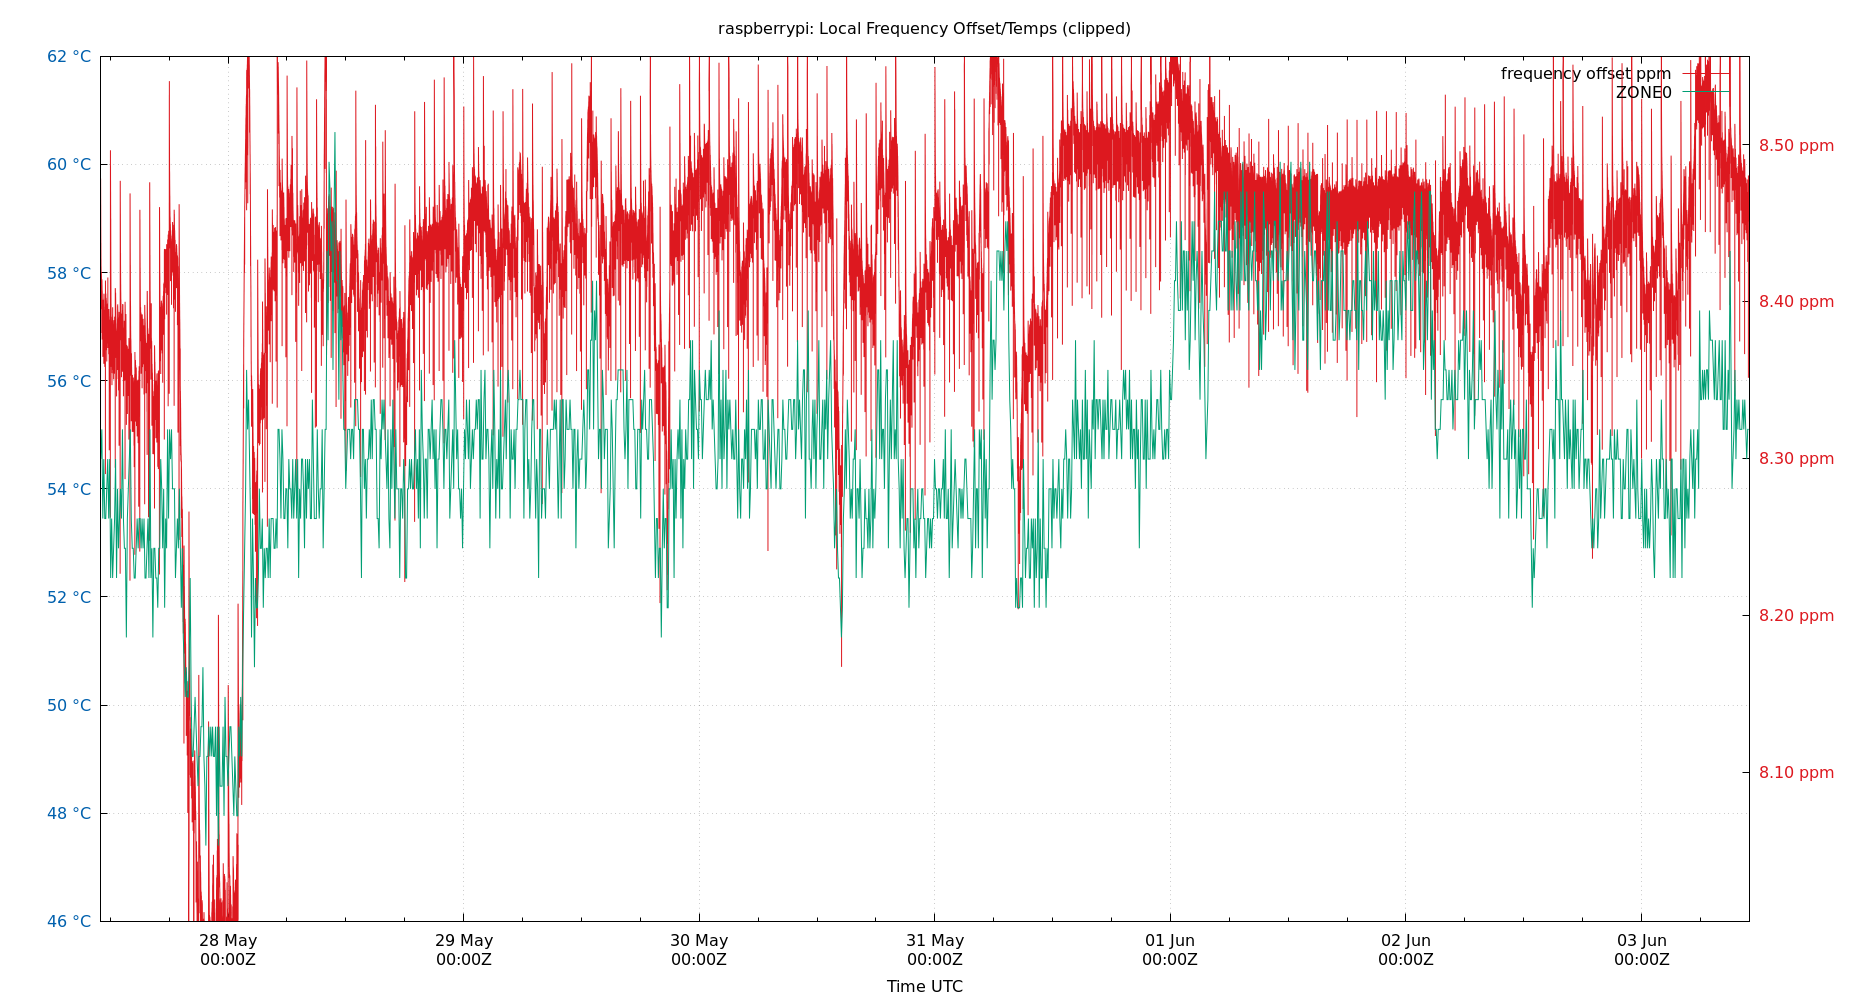 raspberrypi: Local Frequency Offset/Temps (clipped)
62 °C
60 °C
58 °C
56 °C
54 °C
52 °C
50 °C
48 °C
46 °C
frequency offset ppm
ZONE0
8.50 ppm
8.40 ppm
8.30 ppm
8.20 ppm
8.10 ppm
28 May
00:00Z
29 May
00:00Z
30 May
00:00Z
31 May
00:00Z
01 Jun
00:00Z
02 Jun
00:00Z
03 Jun
00:00Z
Time UTC